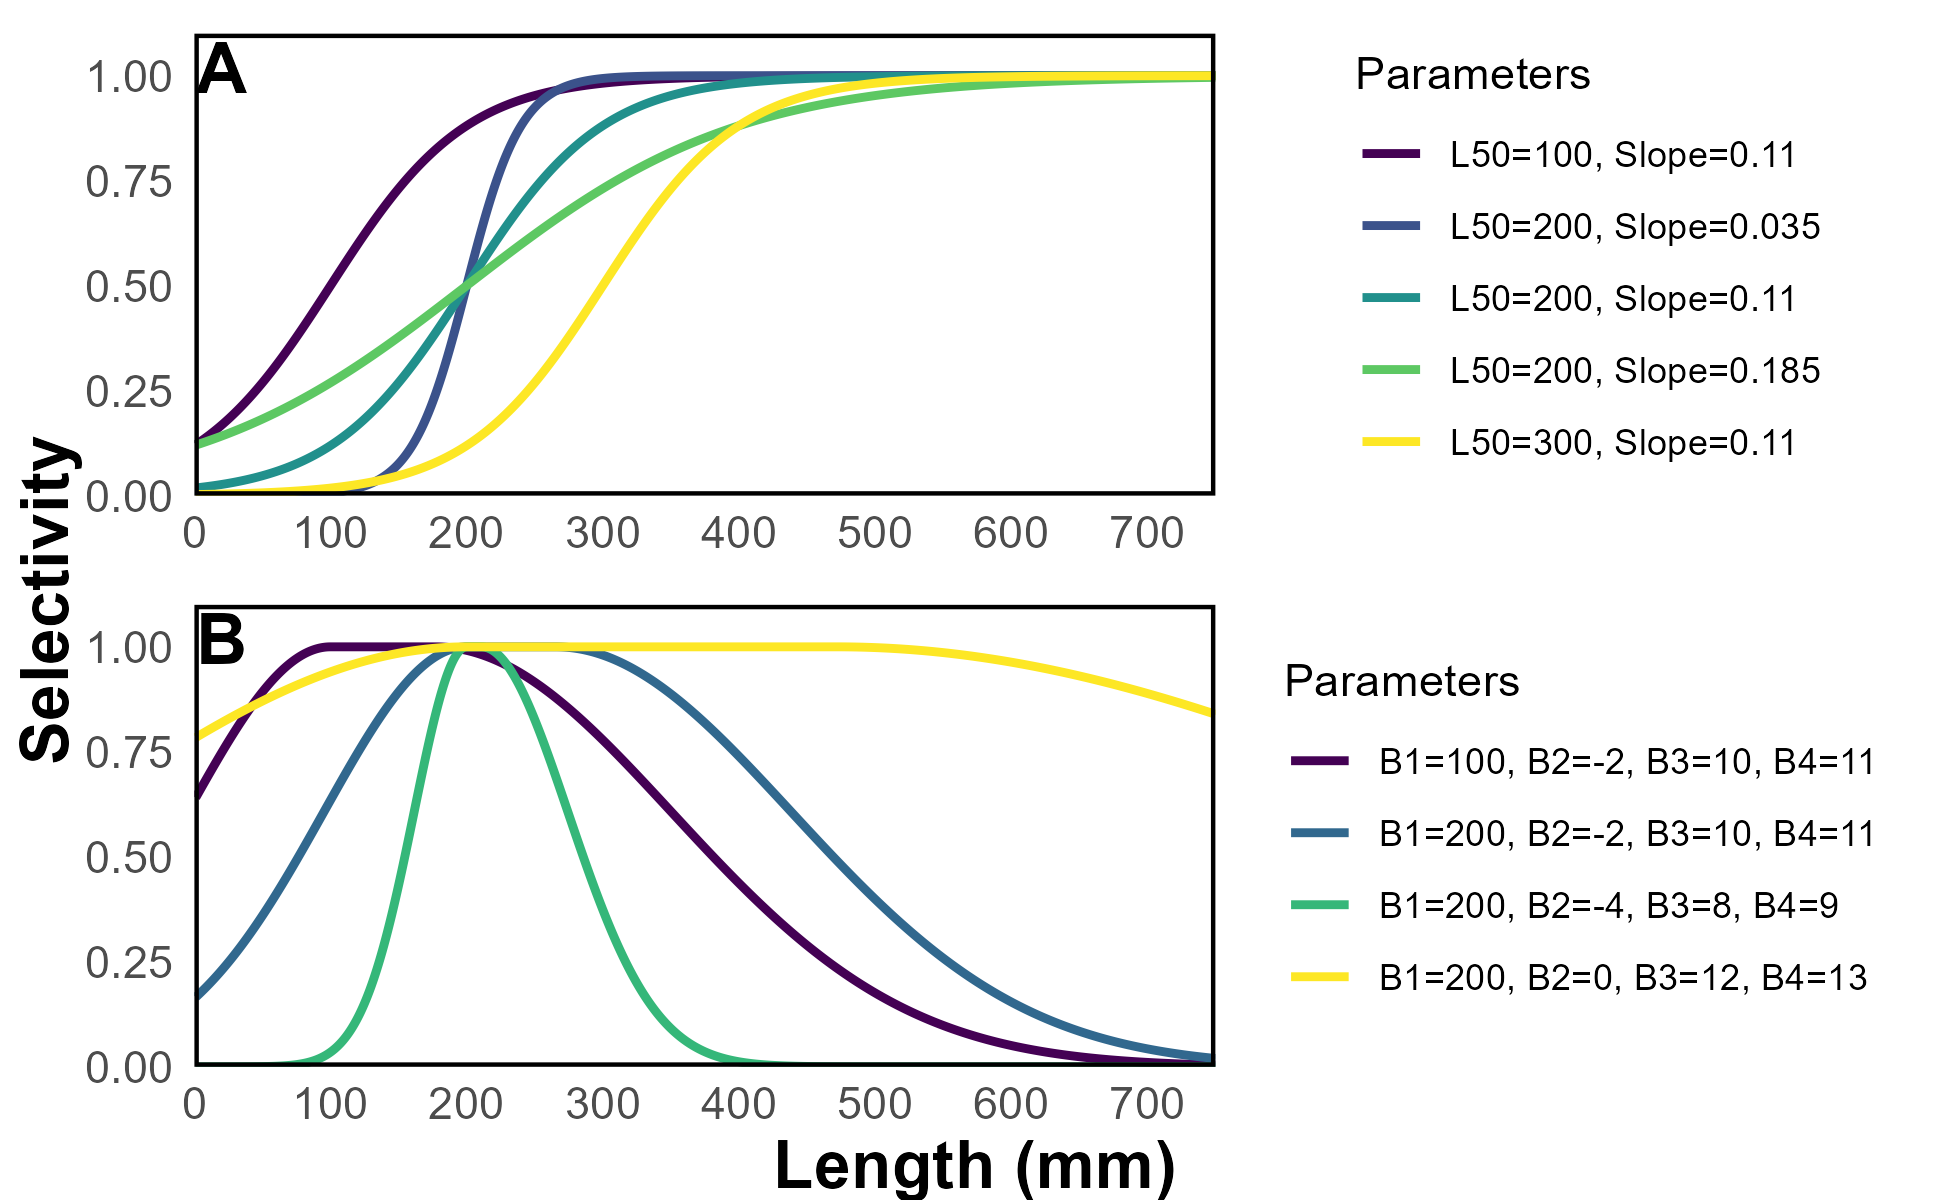 A
1.00
0.75
0.50
0.25
0.00
0 100 200 300 400 500 600 700
Parameters
L50=100, Slope=0.11
L50=200, Slope=0.035
L50=200, Slope=0.11
L50=200, Slope=0.185
L50=300, Slope=0.11
Selectivity
B
1.00
0.75
0.50
0.25
0.00
0 100 200 300 400 500 600 700
Length (mm)
Parameters
B1=100, B2=-2, B3=10, B4=11
B1=200, B2=-2, B3=10, B4=11
B1=200, B2=-4, B3=8, B4=9
B1=200, B2=0, B3=12, B4=13